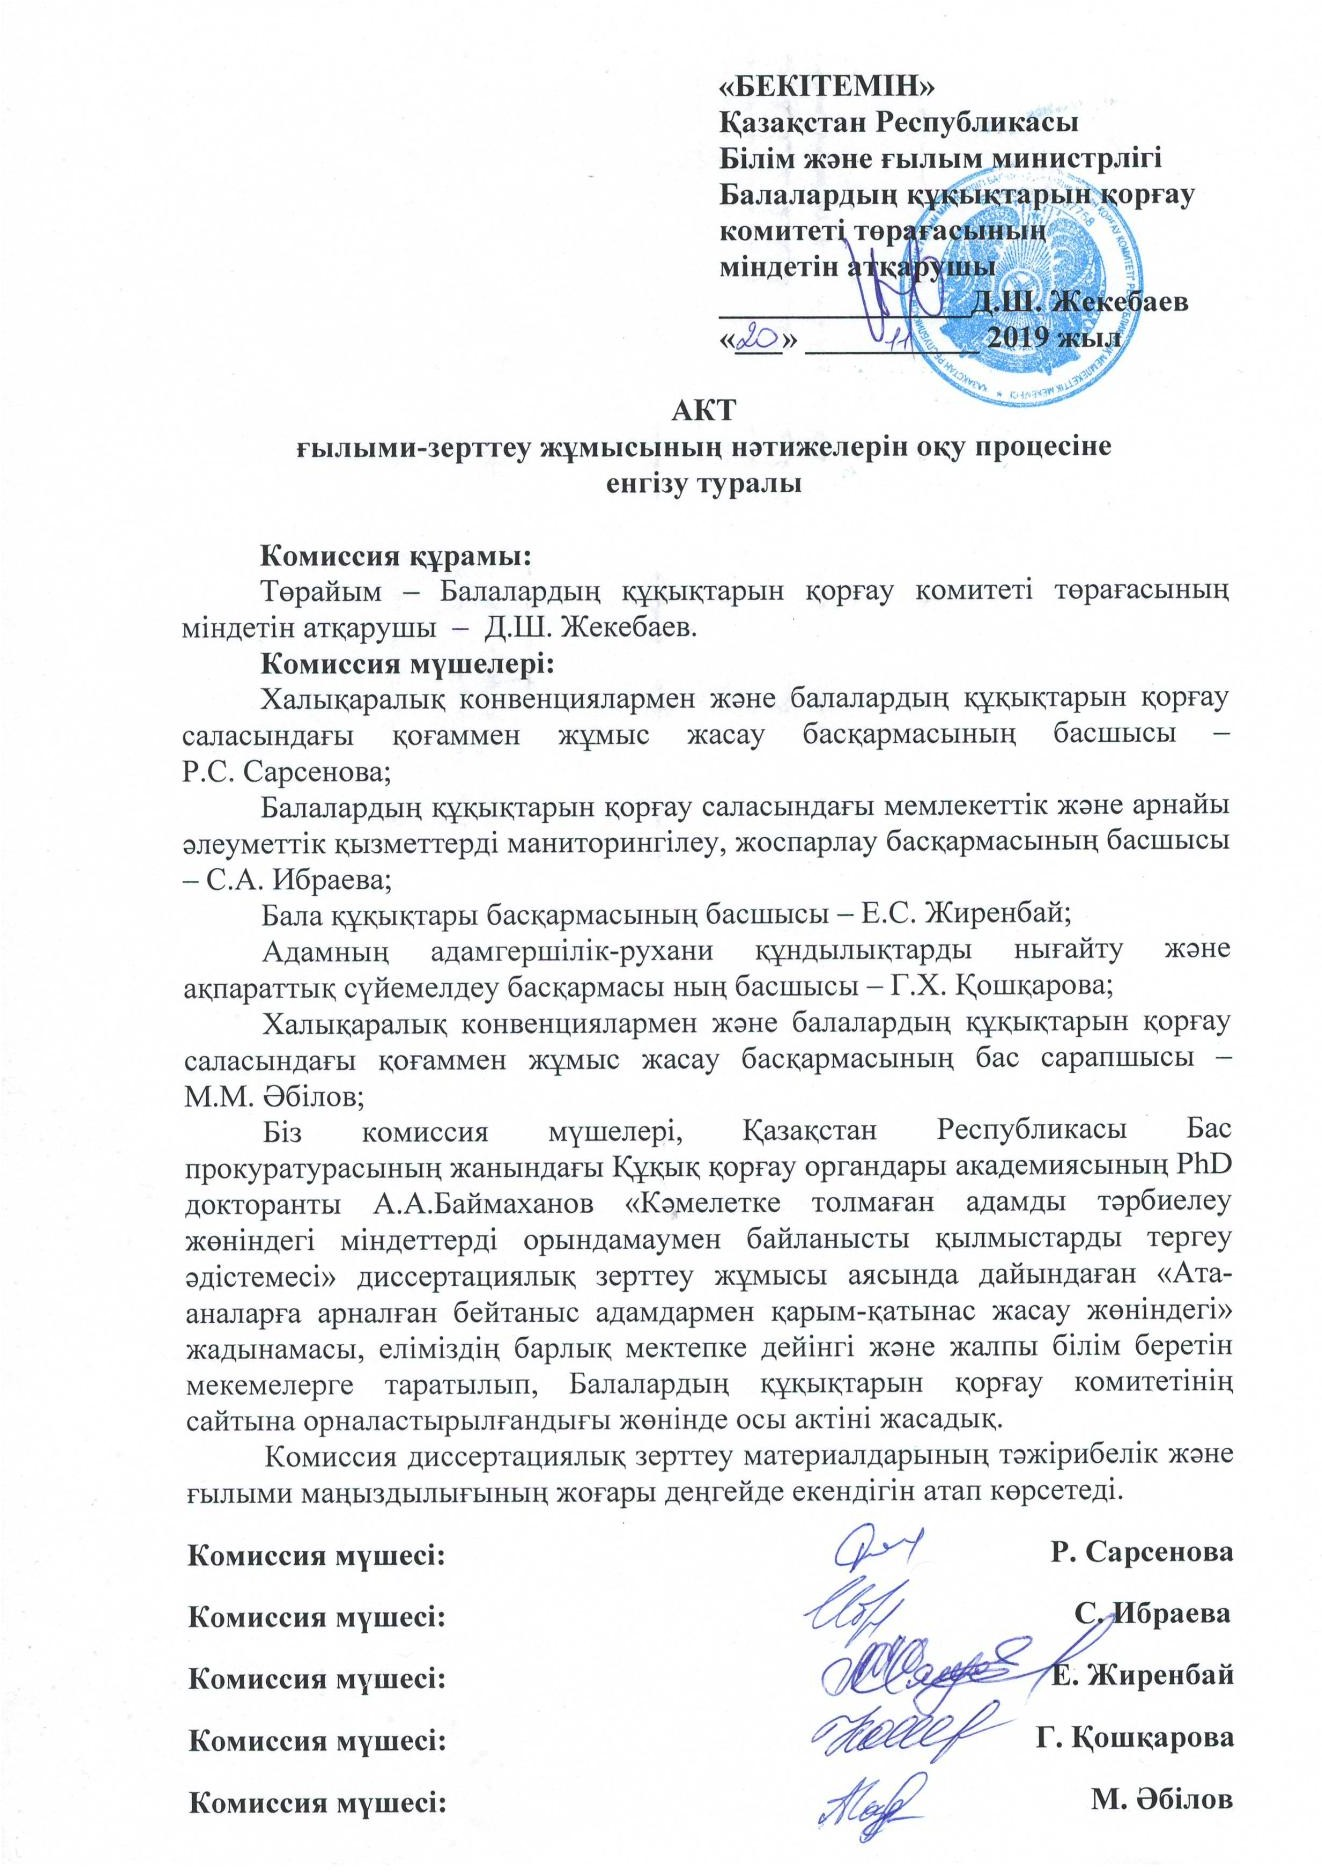 «БЕКІТЕМІН»
Қазақстан Республикасы
Білім және ғылым министрлігі
Балалардың құқықтарын қорғау
комитеті төрағасының
міндетін атқарушы
________________Д.Ш. Жекебаев
«20» 11 2019 жыл
АКТ
ғылыми-зерттеу жұмысының нәтижелерін оқу процесіне
енгізу туралы
Комиссия құрамы:
Төрайым – Балалардың құқықтарын қорғау комитеті төрағасының
міндетін атқарушы – Д.Ш. Жекебаев.
Комиссия мүшелері:
Халықаралық конвенциялармен және балалардың құқықтарын қорғау
саласындағы қоғаммен жұмыс жасау басқармасының басшысы –
Р.С. Сарсенова;
Балалардың құқықтарын қорғау саласындағы мемлекеттік және арнайы
әлеуметтік қызметтерді маниторингілеу, жоспарлау басқармасының басшысы
– С.А. Ибраева;
Бала құқықтары басқармасының басшысы – Е.С. Жиренбай;
Адамның адамгершілік-рухани құндылықтарды нығайту және
ақпараттық сүйемелдеу басқармасы ның басшысы – Г.Х. Қошқарова;
Халықаралық конвенциялармен және балалардың құқықтарын қорғау
саласындағы қоғаммен жұмыс жасау басқармасының бас сарапшысы –
М.М. Әбілов;
Біз комиссия мүшелері, Қазақстан Республикасы Бас
прокуратурасының жанындағы Құқық қорғау органдары академиясының PhD
докторанты А.А.Баймаханов «Кәмелетке толмаған адамды тәрбиелеу
жөніндегі міндеттерді орындамаумен байланысты қылмыстарды тергеу
әдістемесі» диссертациялық зерттеу жұмысы аясында дайындаған «Ата-
аналарға арналған бейтаныс адамдармен қарым-қатынас жасау жөніндегі»
жадынамасы, еліміздің барлық мектепке дейінгі және жалпы білім беретін
мекемелерге таратылып, Балалардың құқықтарын қорғау комитетінің
сайтына орналастырылғандығы жөнінде осы актіні жасадық.
Комиссия диссертациялық зерттеу материалдарының тәжірибелік және
ғылыми маңыздылығының жоғары деңгейде екендігін атап көрсетеді.
Комиссия мүшесі: Р. Сарсенова
Комиссия мүшесі: С. Ибраева
Комиссия мүшесі: Е. Жиренбай
Комиссия мүшесі: Г. Қошқарова
Комиссия мүшесі: М. Әбілов